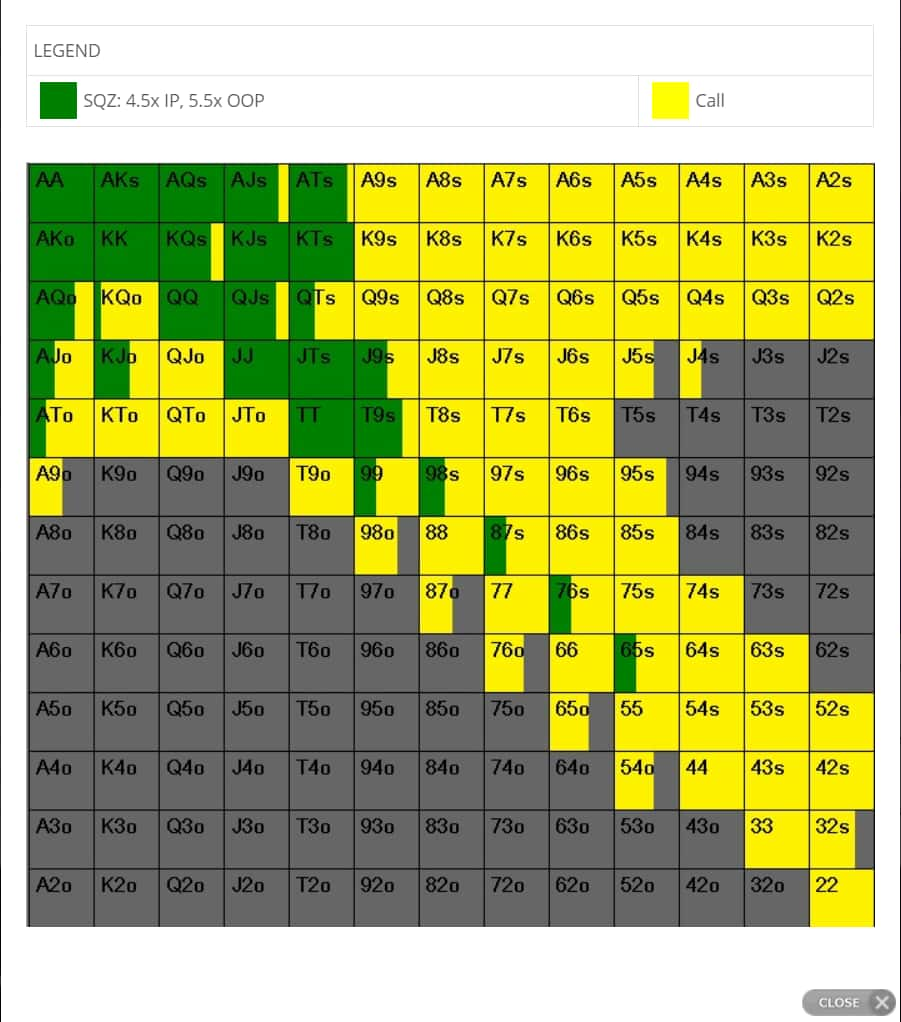 LEGEND
SQZ: 4.5x IP, 5.5x OOP Call
AA AKs AQs AJs ATs A9s A8s A7s A6s A5s A4s A3s A2s
AKo KK KQs KJs KTs K9s K8s K7s K6s K5s K4s K3s K2s
AQo KQo QQ QJs QTs Q9s Q8s Q7s Q6s Q5s Q4s Q3s Q2s
AJo KJo QJo JJ JTs J9s J8s J7s J6s J5s J4s J3s J2s
ATo KTo QTo JTo TT T9s T8s T7s T6s T5s T4s T3s T2s
A9o K9o Q9o J9o T9o 99 98s 97s 96s 95s 94s 93s 92s
A8o K8o Q8o J8o T8o 98o 88 87s 86s 85s 84s 83s 82s
A7o K7o Q7o J7o T7o 97o 87o 77 76s 75s 74s 73s 72s
A6o K6o Q6o J6o T6o 96o 86o 76o 66 65s 64s 63s 62s
A5o K5o Q5o J5o T5o 95o 85o 75o 65o 55 54s 53s 52s
A4o K4o Q4o J4o T4o 94o 84o 74o 64o 54o 44 43s 42s
A3o K3o Q3o J3o T3o 93o 83o 73o 63o 53o 43o 33 32s
A2o K2o Q2o J2o T2o 92o 82o 72o 62o 52o 42o 32o 22
CLOSE